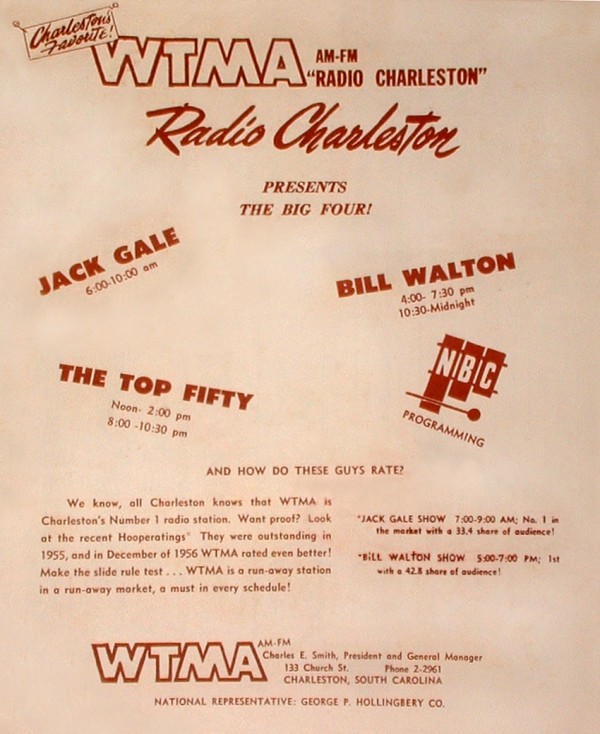 Charleston's
Favorite!
WTMA AM-FM
"RADIO CHARLESTON"
Radio Charleston
PRESENTS
THE BIG FOUR!
JACK GALE
6:00-10:00 am
BILL WALTON
4:00- 7:30 pm
10:30-Midnight
THE TOP FIFTY
Noon- 2:00 pm
8:00 -10:30 pm
NBC
PROGRAMMING
AND HOW DO THESE GUYS RATE?
We know, all Charleston knows that WTMA is
Charleston's Number 1 radio station. Want proof? Look
at the recent Hooperatings* They were outstanding in
1955, and in December of 1956 WTMA rated even better!
Make the slide rule test . . . WTMA is a run-away station
in a run-away market, a must in every schedule!
*JACK GALE SHOW 7:00-9:00 AM; No. 1 in
the market with a 33.4 share of audience!
*BILL WALTON SHOW 5:00-7:00 PM; 1st
with a 42.8 share of audience!
WTMA AM-FM
Charles E. Smith, President and General Manager
133 Church St. Phone 2-2961
CHARLESTON, SOUTH CAROLINA
NATIONAL REPRESENTATIVE: GEORGE P. HOLLINGBERY CO.